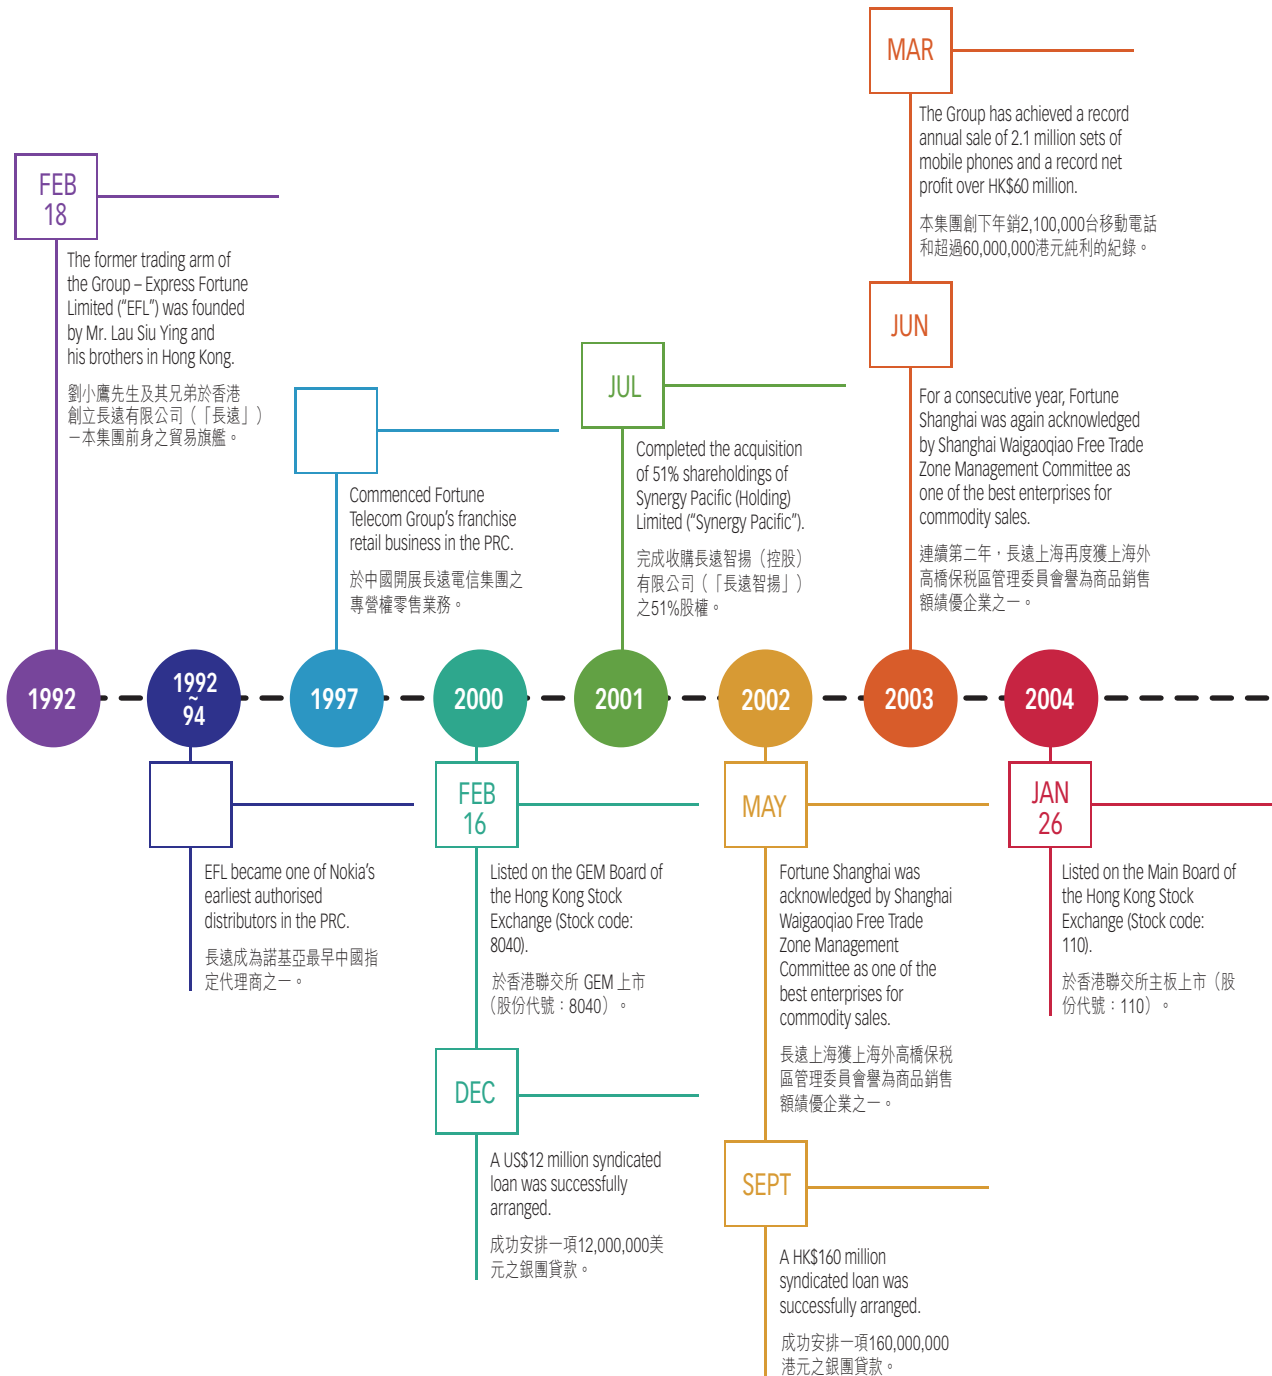 FEB
18
The former trading arm of
the Group – Express Fortune
Limited (“EFL”) was founded
by Mr. Lau Siu Ying and
his brothers in Hong Kong.
劉小鷹先生及其兄弟於香港
創立長遠有限公司（「長遠」）
－本集團前身之貿易旗艦。
1992
1992
~
94
EFL became one of Nokia’s
earliest authorised
distributors in the PRC.
長遠成為諾基亞最早中國指
定代理商之一。
Commenced Fortune
Telecom Group’s franchise
retail business in the PRC.
於中國開展長遠電信集團之
專營權零售業務。
1997
2000
FEB
16
Listed on the GEM Board of
the Hong Kong Stock
Exchange (Stock code:
8040).
於香港聯交所 GEM 上市
（股份代號：8040）。
DEC
A US$12 million syndicated
loan was successfully
arranged.
成功安排一項12,000,000美
元之銀團貸款。
JUL
Completed the acquisition
of 51% shareholdings of
Synergy Pacific (Holding)
Limited (“Synergy Pacific”).
完成收購長遠智揚（控股）
有限公司（「長遠智揚」）
之51%股權。
2001
2002
MAY
Fortune Shanghai was
acknowledged by Shanghai
Waigaoqiao Free Trade
Zone Management
Committee as one of the
best enterprises for
commodity sales.
長遠上海獲上海外高橋保税
區管理委員會譽為商品銷售
額績優企業之一。
SEPT
A HK$160 million
syndicated loan was
successfully arranged.
成功安排一項160,000,000
港元之銀團貸款。
MAR
The Group has achieved a record
annual sale of 2.1 million sets of
mobile phones and a record net
profit over HK$60 million.
本集團創下年銷2,100,000台移動電話
和超過60,000,000港元純利的紀錄。
JUN
For a consecutive year, Fortune
Shanghai was again acknowledged
by Shanghai Waigaoqiao Free Trade
Zone Management Committee as
one of the best enterprises for
commodity sales.
連續第二年，長遠上海再度獲上海外
高橋保税區管理委員會譽為商品銷售
額績優企業之一。
2003
2004
JAN
26
Listed on the Main Board of
the Hong Kong Stock
Exchange (Stock code:
110).
於香港聯交所主板上市（股
份代號：110）。